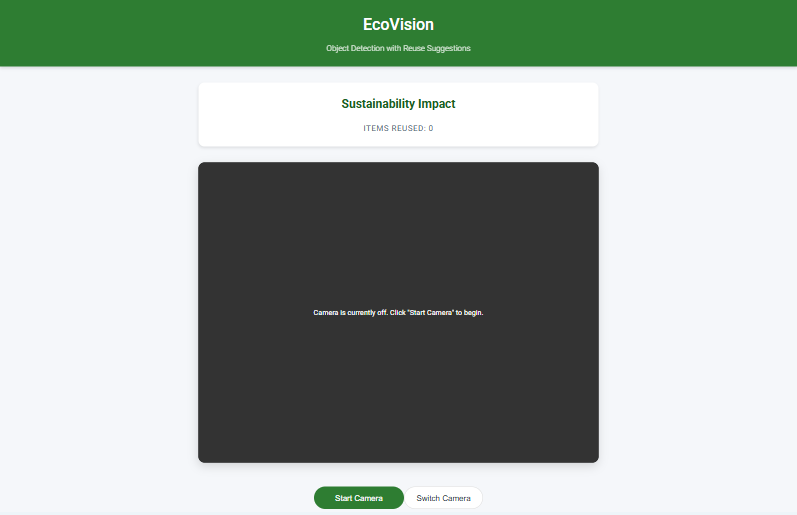 EcoVision
Object Detection with Reuse Suggestions
Sustainability Impact
ITEMS REUSED: 0
Camera is currently off. Click "Start Camera" to begin.
Start Camera
Switch Camera